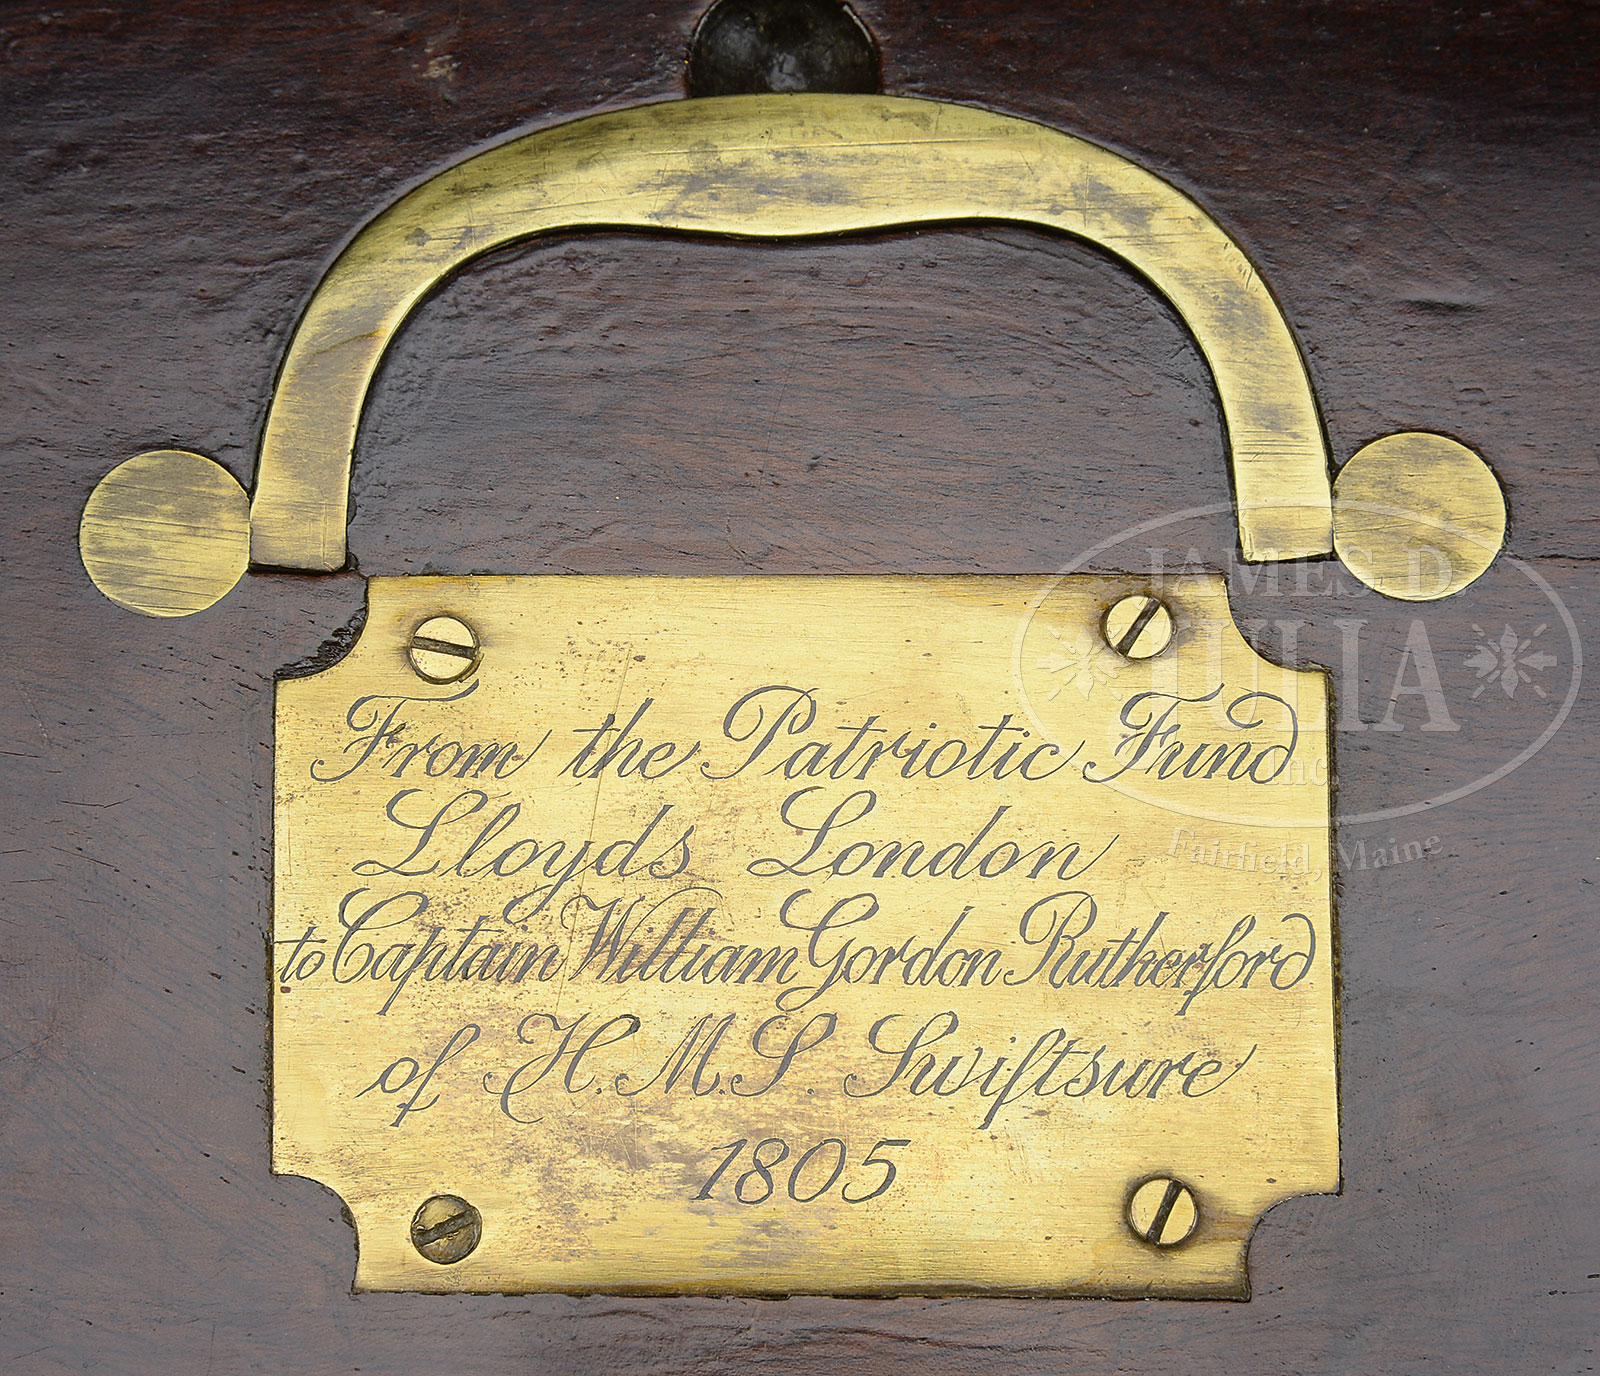 From the Patriotic Fund
Lloyds London
to Captain William Gordon Rutherford
of H.M.S. Swiftsure
1805
JAMES D.
JULIA
Inc.
Fairfield, Maine